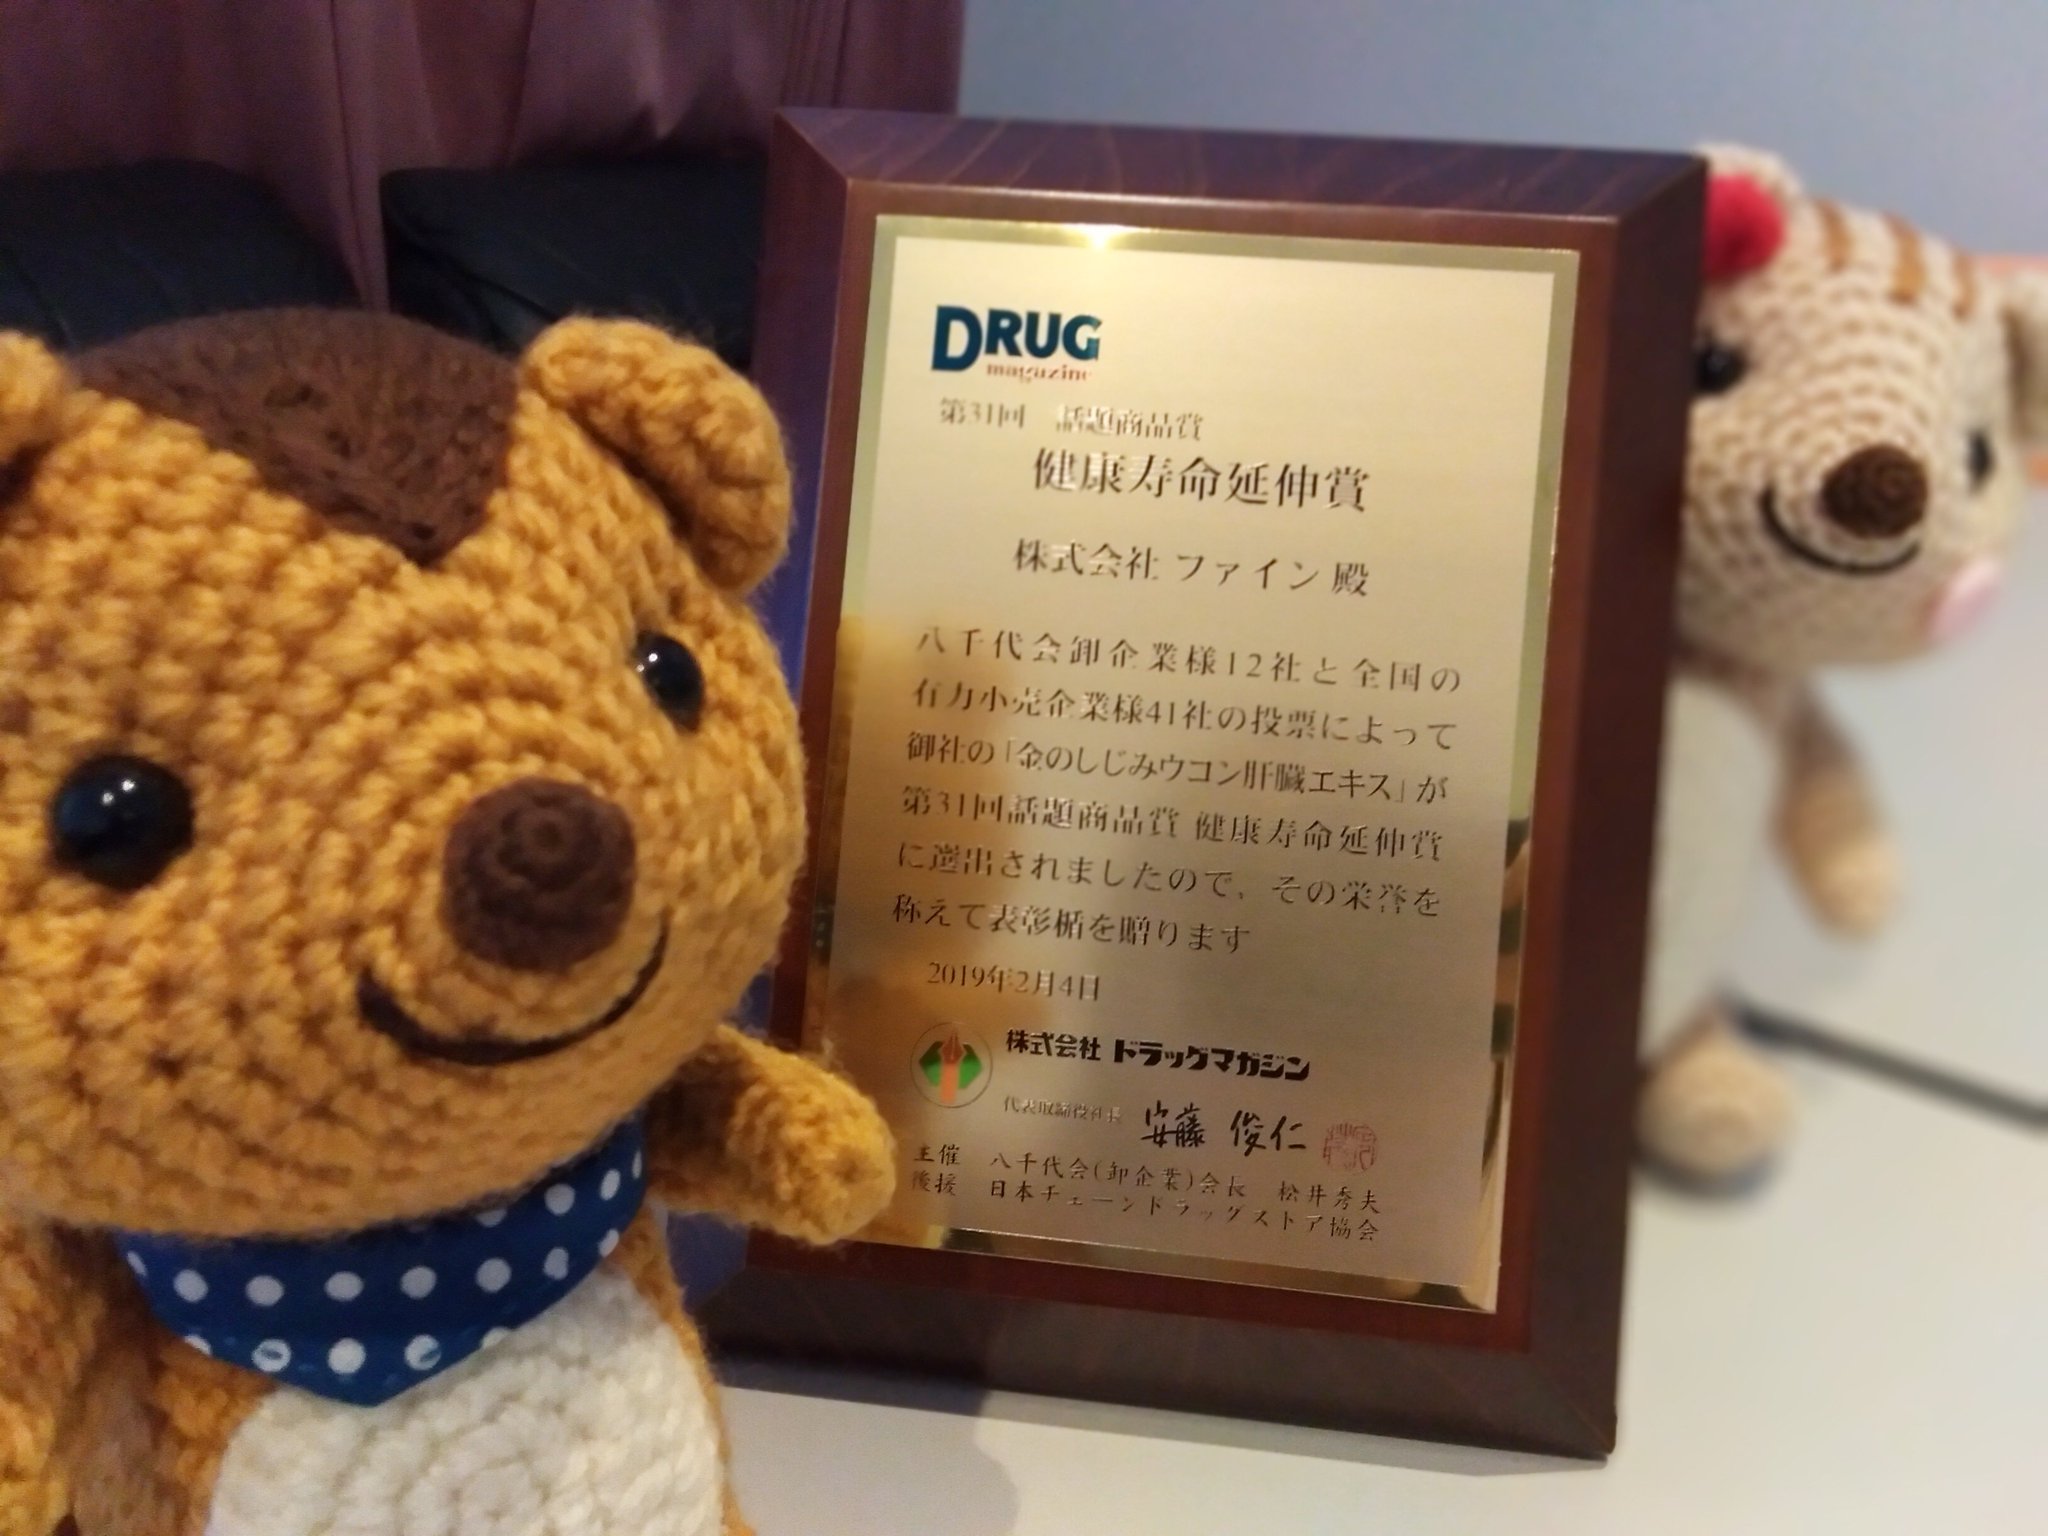 DRUG
magazine
第31回 話題商品賞
健康寿命延伸賞
株式会社 ファイン 殿
八千代会卸企業様12社と全国の
有力小売企業様41社の投票によって
御社の「金のしじみウコン肝臓エキス」が
第31回話題商品賞 健康寿命延伸賞
に選出されましたので、その栄誉を
称えて表彰楯を贈ります
2019年2月4日
株式会社 ドラッグマガジン
代表取締役社長 安藤 俊仁
主催 八千代会(卸企業)会長 松井秀夫
後援 日本チェーンドラッグストア協会